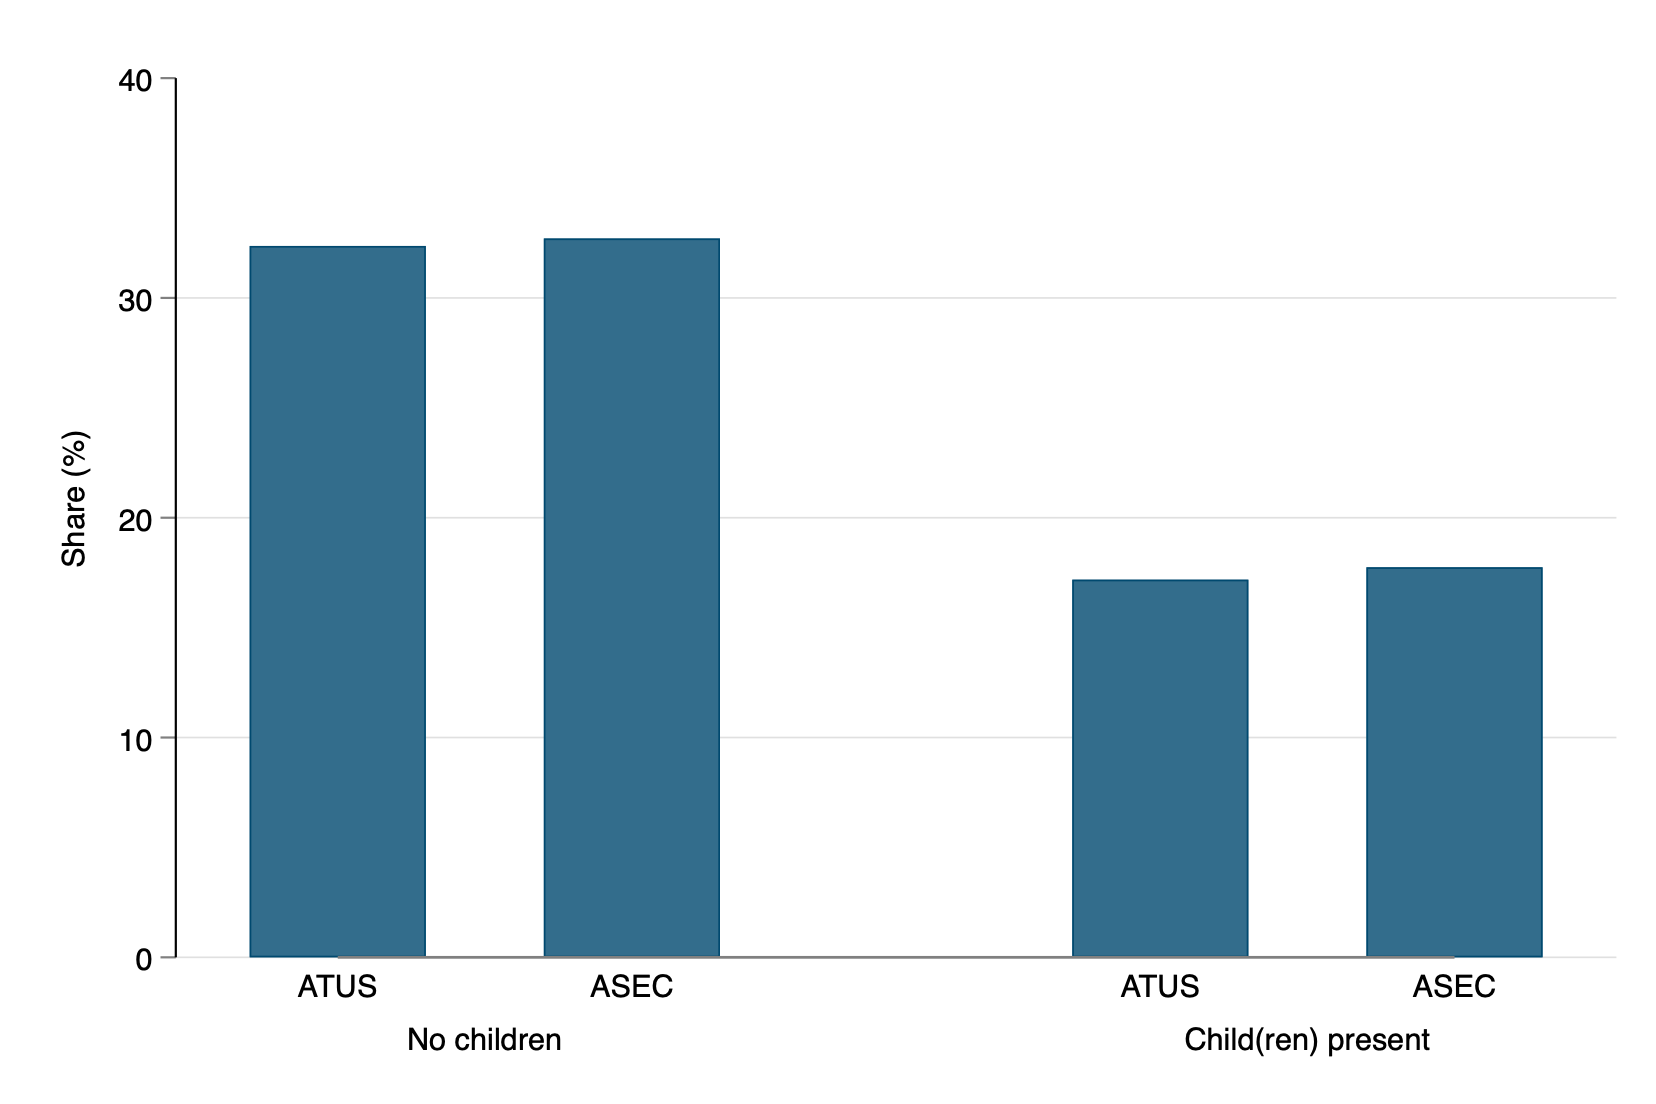 40
30
20
10
0
Share (%)
ATUS ASEC ATUS ASEC
No children Child(ren) present